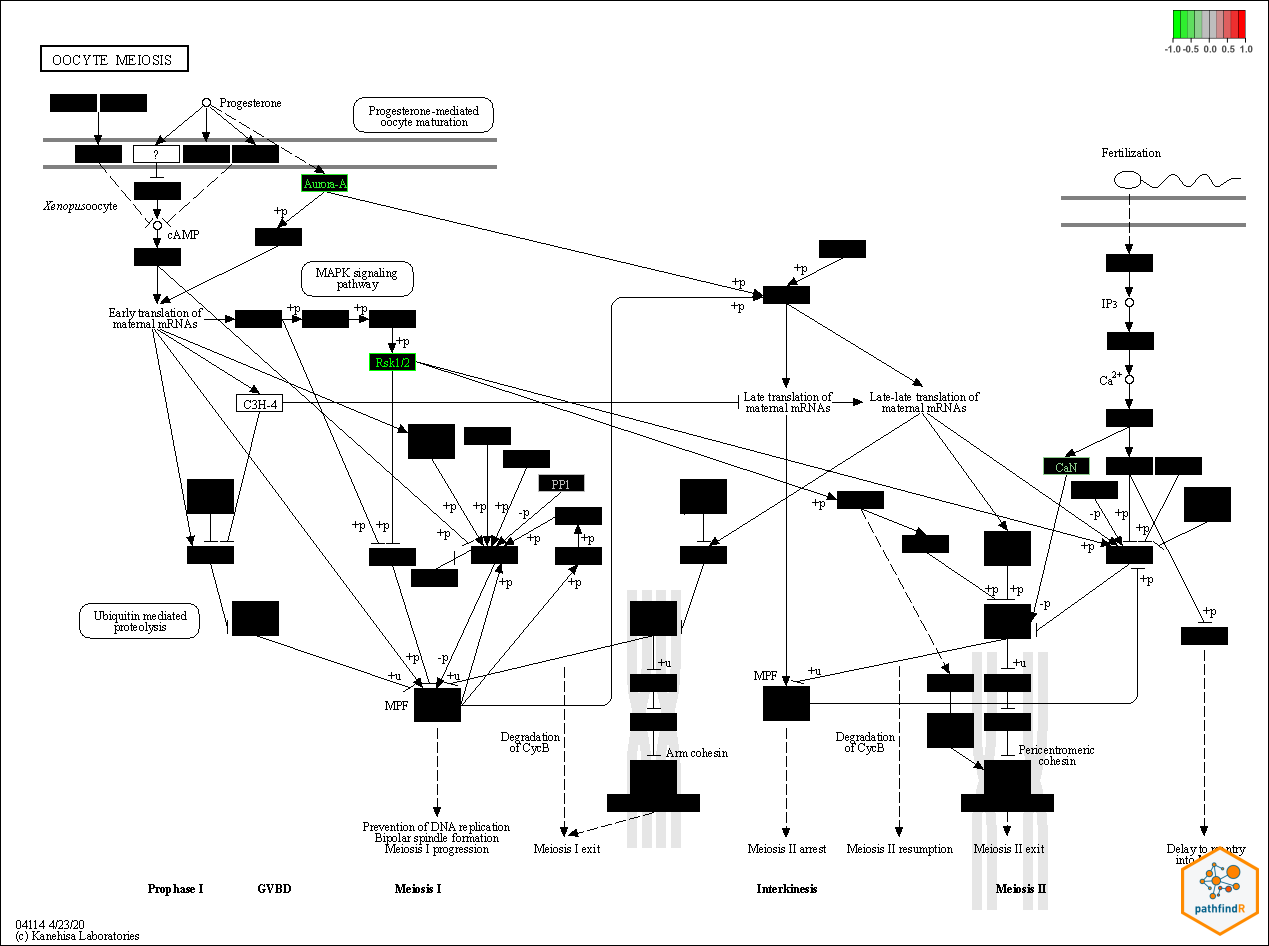 -1.0 -0.5 0.0 0.5 1.0
OOCYTE MEIOSIS
Progesterone
Progesterone-mediated
oocyte maturation
?
Fertilization
Aurora-A
Xenopus oocyte
+p
cAMP
MAPK signaling
pathway
+p
+p
+p
IP3
Early translation of
maternal mRNAs
+p
+p
+p
Rsk1/2
Ca2+
C3H-4
Late translation of
maternal mRNAs
Late-late translation of
maternal mRNAs
CaN
PP1
+p
+p
+p
-p
+p
+p
+p
+p
+p
+p
+p
-p
+p
+p
+p
+p
+p
+p
+p
+p
-p
+p
Ubiquitin mediated
proteolysis
+p
-p
+u
+u
+u
+u
+u
MPF
MPF
Degradation
of CycB
Arm cohesin
Degradation
of CycB
Pericentromeric
cohesin
Prevention of DNA replication
Bipolar spindle formation
Meiosis I progression
Meiosis I exit
Meiosis II arrest
Meiosis II resumption
Meiosis II exit
Delay to
Prophase I
GVBD
Meiosis I
Interkinesis
Meiosis II
pathfindR
04114 4/23/20
(c) Kanehisa Laboratories